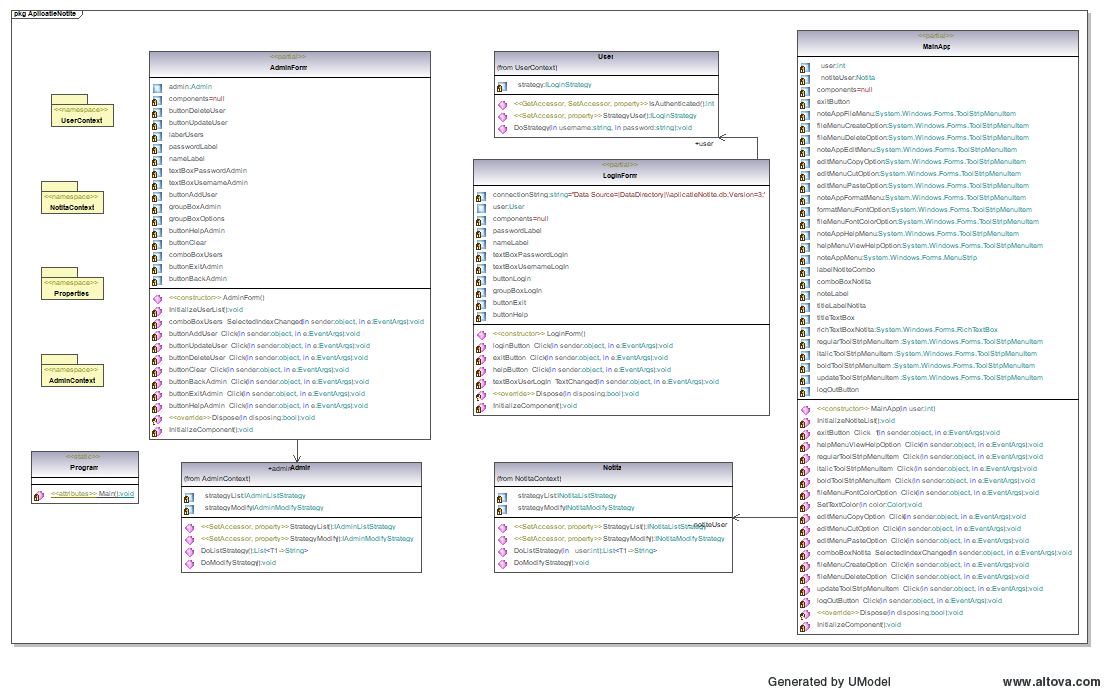 pkg AplicatieNotite
<<namespace>>
UserContext
<<namespace>>
NotitaContext
<<namespace>>
Properties
<<namespace>>
AdminContext
<<static>>
Program
<<attributes>> Main():void
<<partial>>
AdminForm
admin:Admin
components=null
buttonDeleteUser
buttonUpdateUser
labelUsers
passwordLabel
nameLabel
textBoxPasswordAdmin
textBoxUsernameAdmin
buttonAddUser
groupBoxAdmin
groupBoxOptions
buttonHelpAdmin
buttonClear
comboBoxUsers
buttonExitAdmin
buttonBackAdmin
<<constructor>> AdminForm()
InitializeUserList():void
comboBoxUsers_SelectedIndexChanged(in sender:object, in e:EventArgs):void
buttonAddUser_Click(in sender:object, in e:EventArgs):void
buttonUpdateUser_Click(in sender:object, in e:EventArgs):void
buttonDeleteUser_Click(in sender:object, in e:EventArgs):void
buttonClear_Click(in sender:object, in e:EventArgs):void
buttonBackAdmin_Click(in sender:object, in e:EventArgs):void
buttonExitAdmin_Click(in sender:object, in e:EventArgs):void
buttonHelpAdmin_Click(in sender:object, in e:EventArgs):void
<<override>> Dispose(in disposing:bool):void
InitializeComponent():void
+admin
Admin
(from AdminContext)
_strategyList:IAdminListStrategy
_strategyModify:IAdminModifyStrategy
<<SetAccessor, property>> StrategyList():IAdminListStrategy
<<SetAccessor, property>> StrategyModify():IAdminModifyStrategy
DoListStrategy():List<T1->String>
DoModifyStrategy():void
User
(from UserContext)
_strategy:ILoginStrategy
<<GetAccessor, SetAccessor, property>> IsAuthenticated():int
<<SetAccessor, property>> StrategyUser():ILoginStrategy
DoStrategy(in username:string, in password:string):void
+user
<<partial>>
LoginForm
connectionString:string="Data Source=|DataDirectory|\\aplicatieNotite.db;Version=3;"
user:User
components=null
passwordLabel
nameLabel
textBoxPasswordLogin
textBoxUsernameLogin
buttonLogin
groupBoxLogin
buttonExit
buttonHelp
<<constructor>> LoginForm()
loginButton_Click(in sender:object, in e:EventArgs):void
exitButton_Click(in sender:object, in e:EventArgs):void
helpButton_Click(in sender:object, in e:EventArgs):void
textBoxUserLogin_TextChanged(in sender:object, in e:EventArgs):void
<<override>> Dispose(in disposing:bool):void
InitializeComponent():void
Notita
(from NotitaContext)
_strategyList:INotitaListStrategy
_strategyModify:INotitaModifyStrategy
<<SetAccessor, property>> StrategyList():INotitaListStrategy
<<SetAccessor, property>> StrategyModify():INotitaModifyStrategy
DoListStrategy(in _user:int):List<T1->String>
DoModifyStrategy():void
-_notiteUser
<<partial>>
MainApp
_user:int
_notiteUser:Notita
components=null
exitButton
noteAppFileMenu:System.Windows.Forms.ToolStripMenuItem
fileMenuCreateOption:System.Windows.Forms.ToolStripMenuItem
fileMenuDeleteOption:System.Windows.Forms.ToolStripMenuItem
noteAppEditMenu:System.Windows.Forms.ToolStripMenuItem
editMenuCopyOption:System.Windows.Forms.ToolStripMenuItem
editMenuCutOption:System.Windows.Forms.ToolStripMenuItem
editMenuPasteOption:System.Windows.Forms.ToolStripMenuItem
noteAppFormatMenu:System.Windows.Forms.ToolStripMenuItem
formatMenuFontOption:System.Windows.Forms.ToolStripMenuItem
fileMenuFontColorOption:System.Windows.Forms.ToolStripMenuItem
noteAppHelpMenu:System.Windows.Forms.ToolStripMenuItem
helpMenuViewHelpOption:System.Windows.Forms.ToolStripMenuItem
noteAppMenu:System.Windows.Forms.MenuStrip
labelNotiteCombo
comboBoxNotita
noteLabel
titleLabelNotita
titleTextBox
richTextBoxNotita:System.Windows.Forms.RichTextBox
regularToolStripMenuItem:System.Windows.Forms.ToolStripMenuItem
italicToolStripMenuItem:System.Windows.Forms.ToolStripMenuItem
boldToolStripMenuItem:System.Windows.Forms.ToolStripMenuItem
updateToolStripMenuItem:System.Windows.Forms.ToolStripMenuItem
logOutButton
<<constructor>> MainApp(in user:int)
InitializeNoteList():void
exitButton_Click_1(in sender:object, in e:EventArgs):void
helpMenuViewHelpOption_Click(in sender:object, in e:EventArgs):void
regularToolStripMenuItem_Click(in sender:object, in e:EventArgs):void
italicToolStripMenuItem_Click(in sender:object, in e:EventArgs):void
boldToolStripMenuItem_Click(in sender:object, in e:EventArgs):void
fileMenuFontColorOption_Click(in sender:object, in e:EventArgs):void
SetTextColor(in color:Color):void
editMenuCopyOption_Click(in sender:object, in e:EventArgs):void
editMenuCutOption_Click(in sender:object, in e:EventArgs):void
editMenuPasteOption_Click(in sender:object, in e:EventArgs):void
comboBoxNotita_SelectedIndexChanged(in sender:object, in e:EventArgs):void
fileMenuCreateOption_Click(in sender:object, in e:EventArgs):void
fileMenuDeleteOption_Click(in sender:object, in e:EventArgs):void
updateToolStripMenuItem_Click(in sender:object, in e:EventArgs):void
logOutButton_Click(in sender:object, in e:EventArgs):void
<<override>> Dispose(in disposing:bool):void
InitializeComponent():void
Generated by UModel
www.altova.com